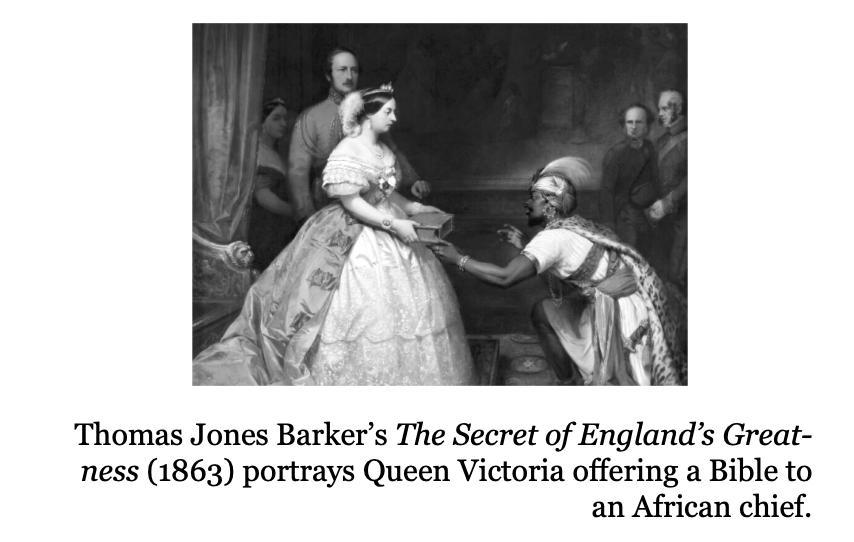 Thomas Jones Barker’s The Secret of England’s Great-
ness (1863) portrays Queen Victoria offering a Bible to
an African chief.